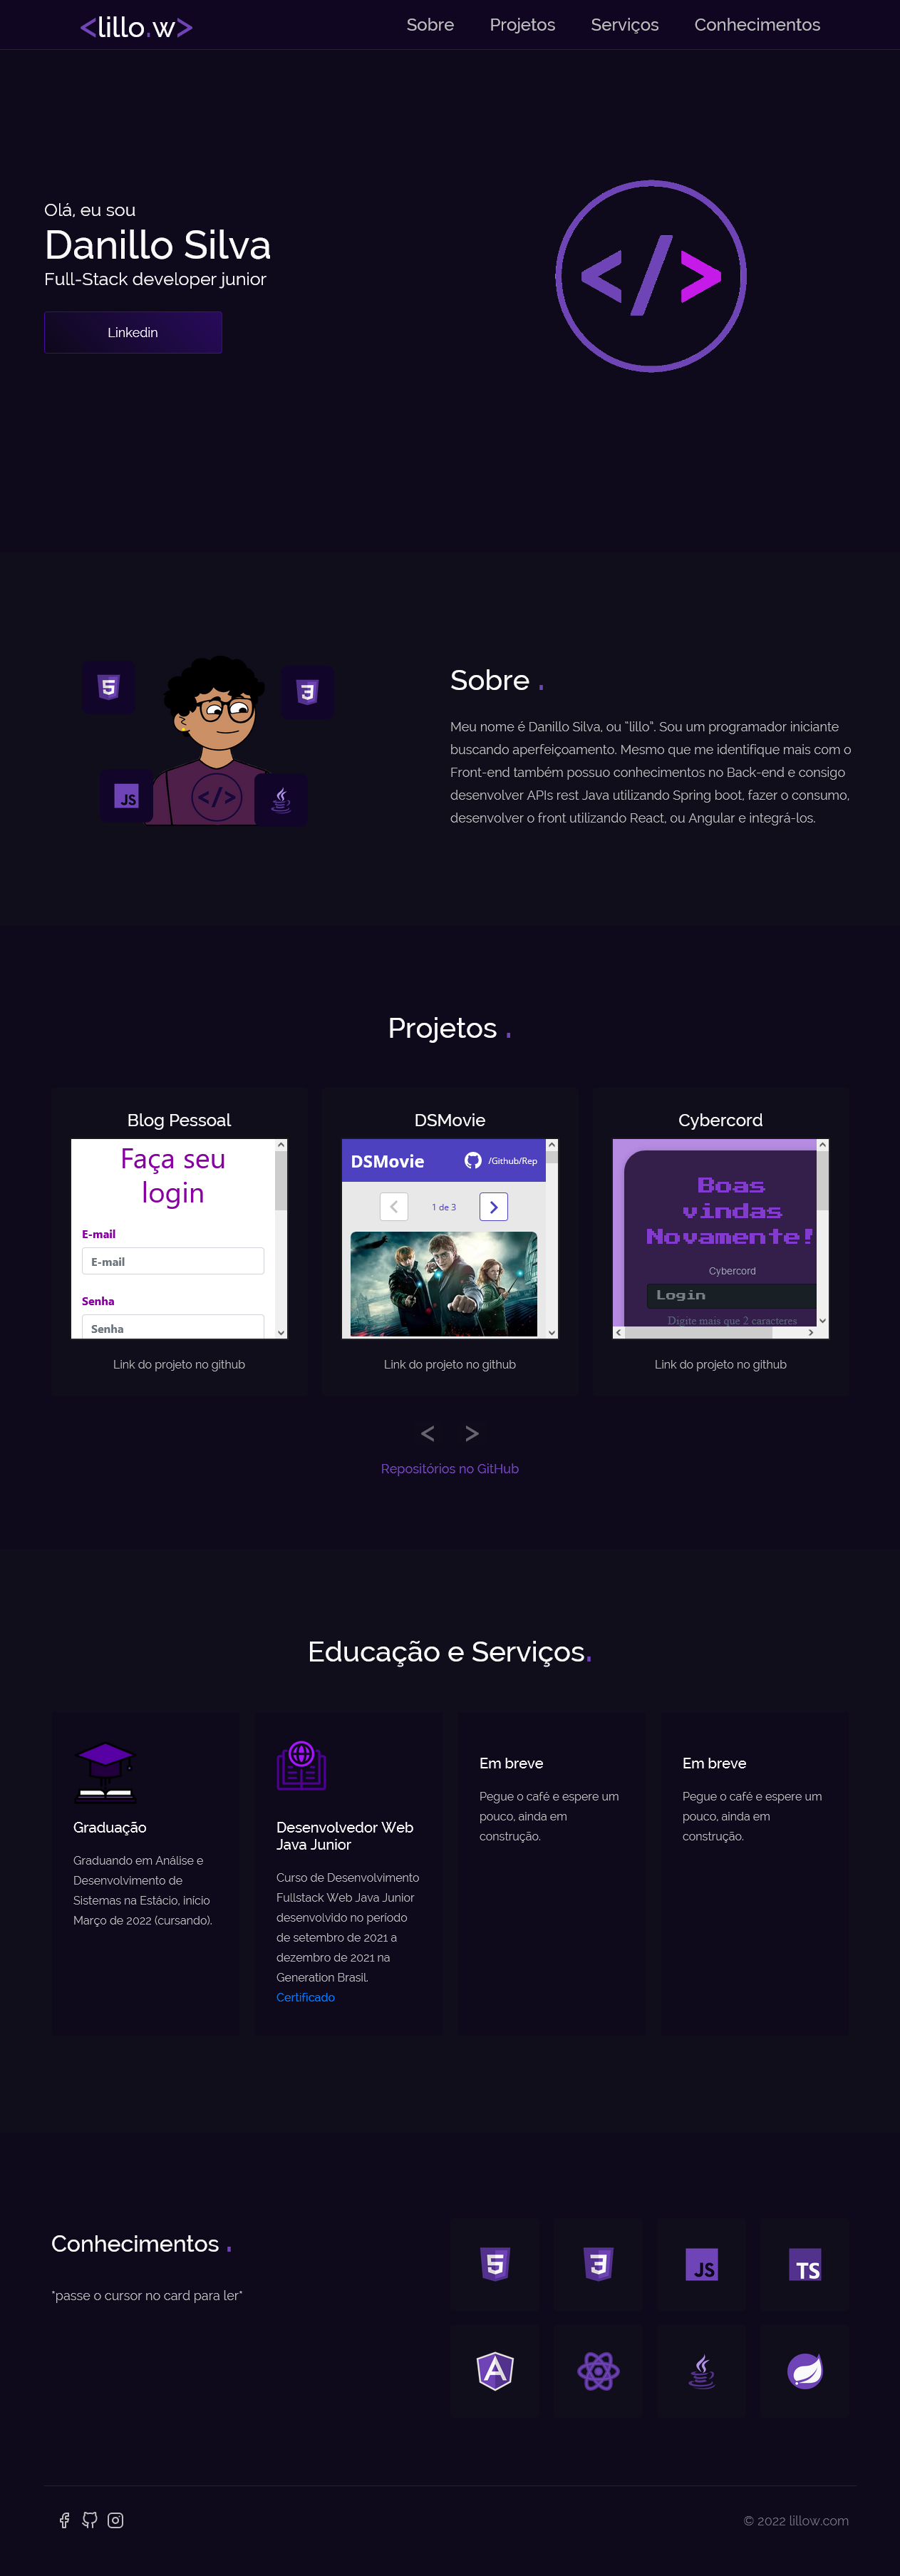 <lillo.w>
Sobre Projetos Serviços Conhecimentos
Olá, eu sou
Danillo Silva
Full-Stack developer junior
Linkedin
</>
5
3
JS
</>
Sobre .
Meu nome é Danillo Silva, ou "lillo". Sou um programador iniciante
buscando aperfeiçoamento. Mesmo que me identifique mais com o
Front-end também possuo conhecimentos no Back-end e consigo
desenvolver APIs rest Java utilizando Spring boot, fazer o consumo,
desenvolver o front utilizando React, ou Angular e integrá-los.
Projetos .
Blog Pessoal
Faça seu
login
E-mail
E-mail
Senha
Senha
Link do projeto no github
DSMovie
DSMovie /Github/Rep
1 de 3
Link do projeto no github
Cybercord
Boas
vindas
Novamente!
Cybercord
Login
Digite mais que 2 caracteres
Link do projeto no github
< >
Repositórios no GitHub
Educação e Serviços.
Graduação
Graduando em Análise e
Desenvolvimento de
Sistemas na Estácio, início
Março de 2022 (cursando).
Desenvolvedor Web
Java Junior
Curso de Desenvolvimento
Fullstack Web Java Junior
desenvolvido no período
de setembro de 2021 a
dezembro de 2021 na
Generation Brasil.
Certificado
Em breve
Pegue o café e espere um
pouco, ainda em
construção.
Em breve
Pegue o café e espere um
pouco, ainda em
construção.
Conhecimentos .
*passe o cursor no card para ler*
5 3 JS TS
A
© 2022 lillow.com